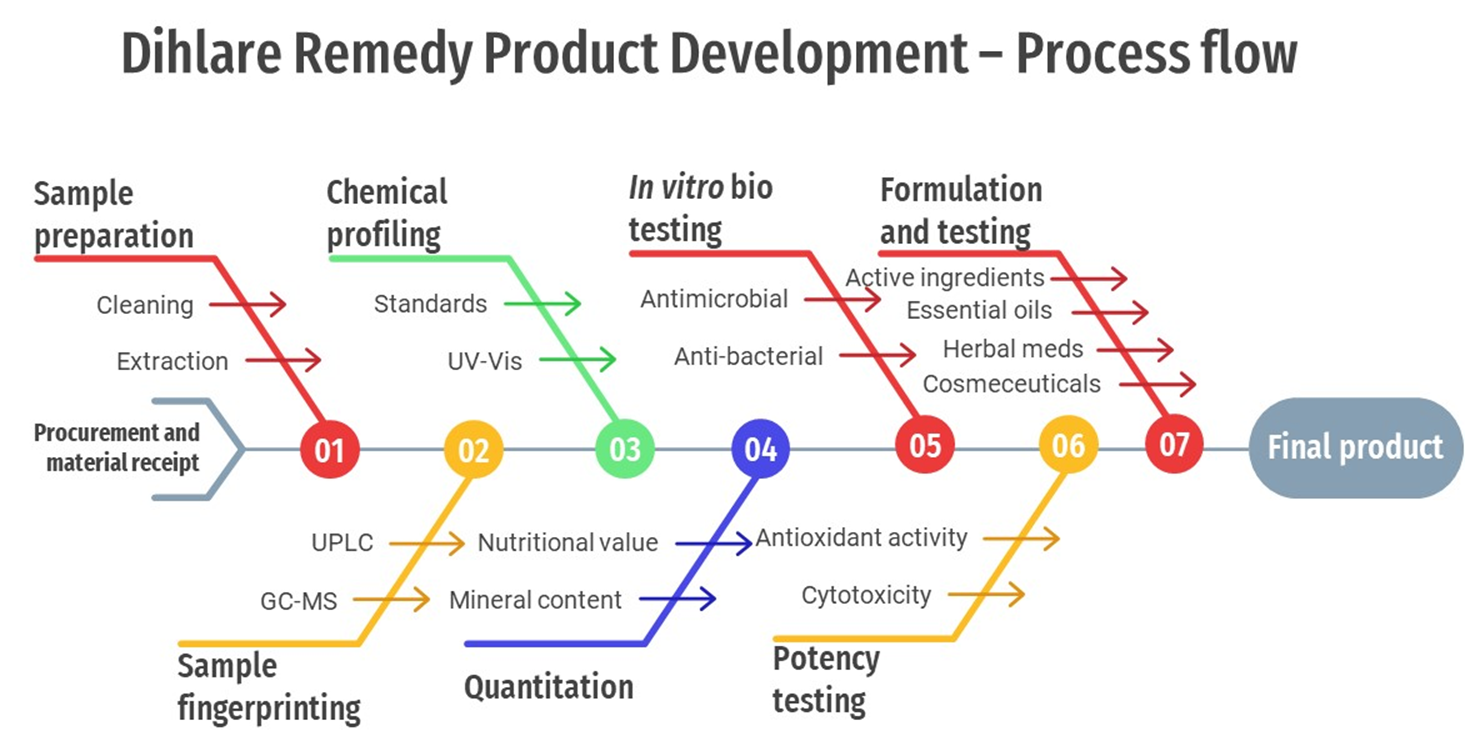 Dihlare Remedy Product Development – Process flow
Sample
preparation
Cleaning
Extraction
Chemical
profiling
Standards
UV-Vis
In vitro bio
testing
Antimicrobial
Anti-bacterial
Formulation
and testing
Active ingredients
Essential oils
Herbal meds
Cosmeceuticals
Procurement and
material receipt
01
02
03
04
05
06
07
Final product
UPLC
GC-MS
Sample
fingerprinting
Nutritional value
Mineral content
Quantitation
Antioxidant activity
Cytotoxicity
Potency
testing